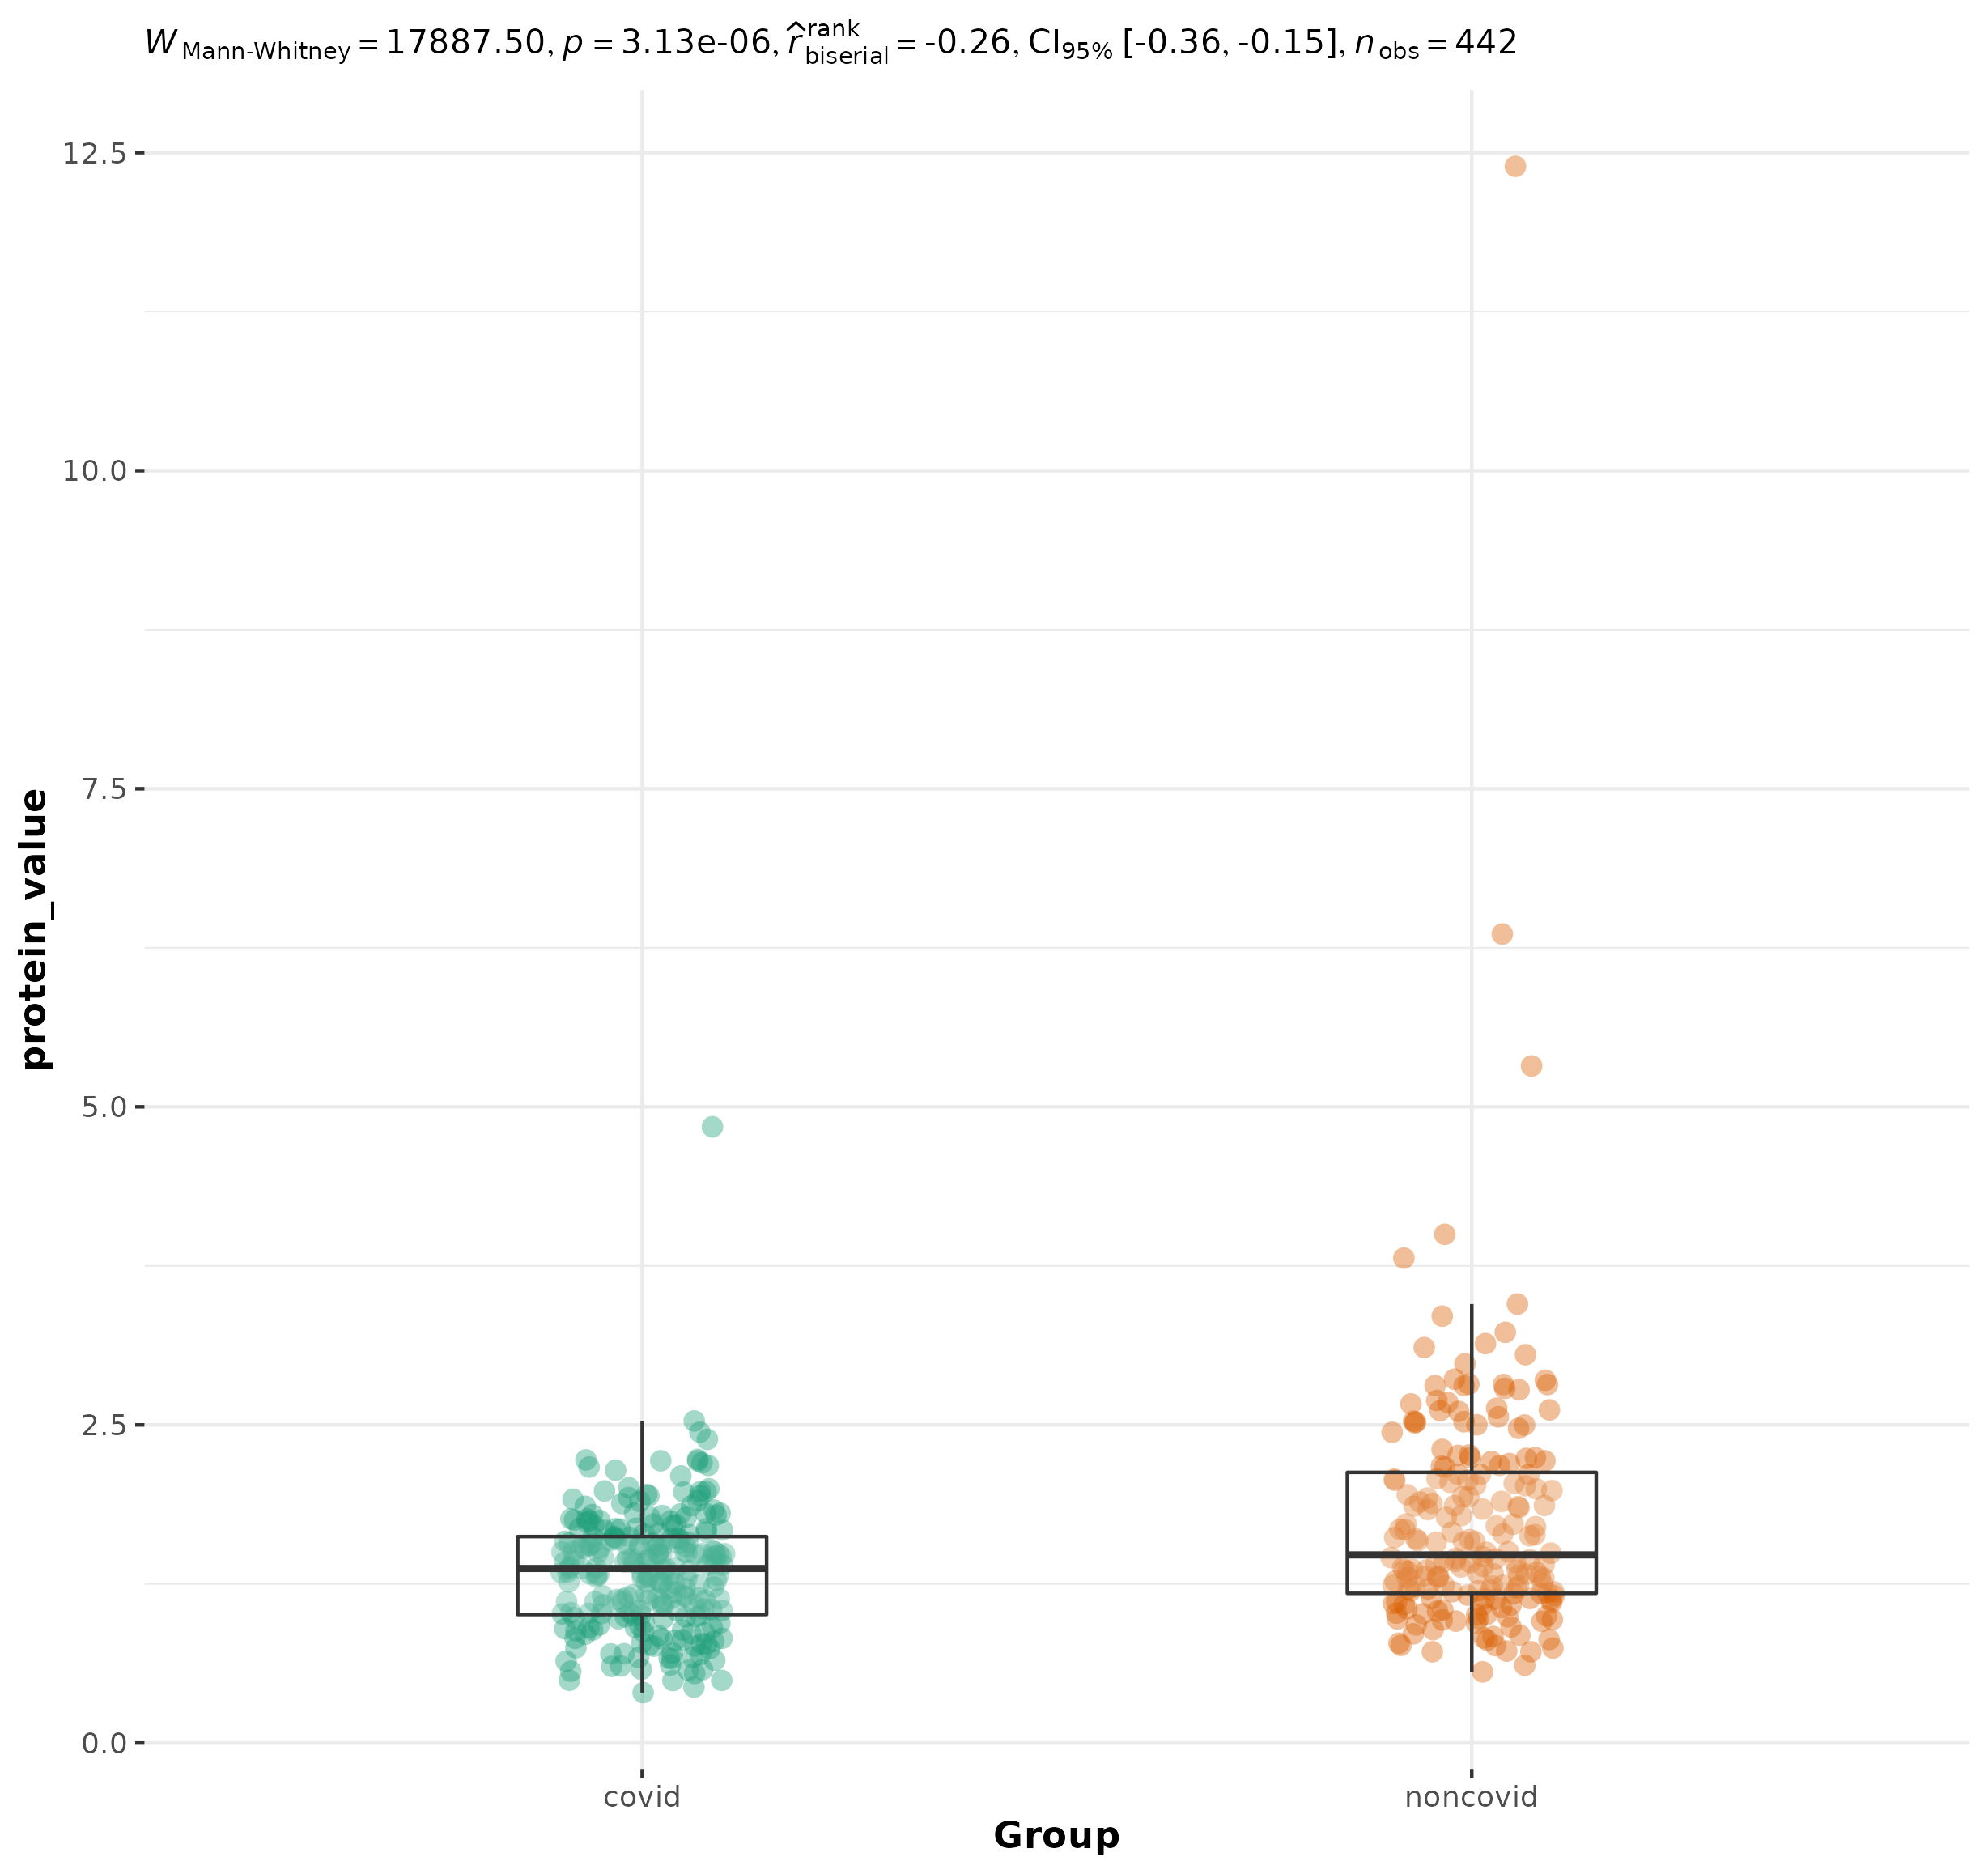 W Mann-Whitney = 17887.50, p = 3.13e-06, r̂ rank biserial = -0.26, CI95% [-0.36, -0.15], n obs = 442
12.5
10.0
7.5
5.0
2.5
0.0
protein_value
covid noncovid
Group